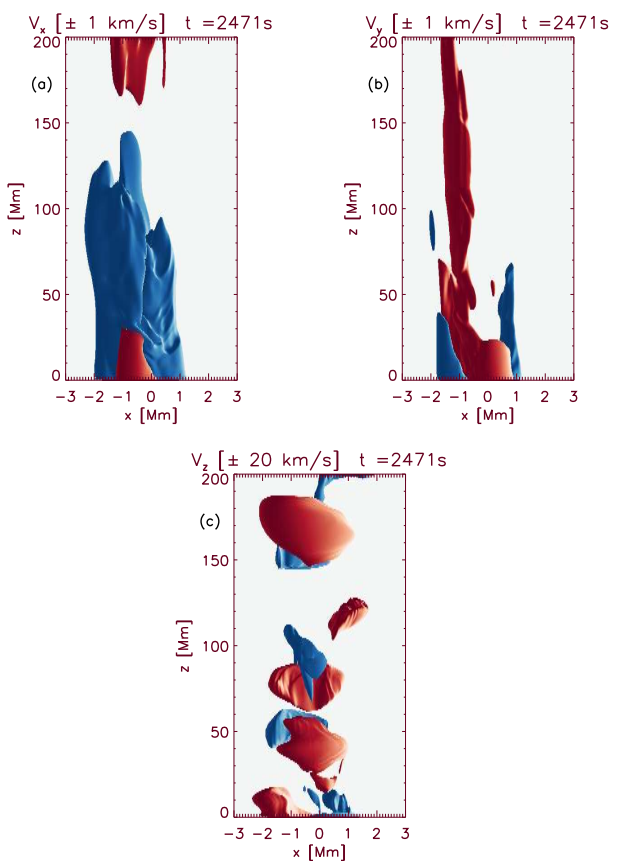 Vx [± 1 km/s] t =2471s
(a)
200
150
100
50
0
z [Mm]
−3 −2 −1 0 1 2 3
x [Mm]
Vy [± 1 km/s] t =2471s
(b)
200
150
100
50
0
z [Mm]
−3 −2 −1 0 1 2 3
x [Mm]
Vz [± 20 km/s] t =2471s
(c)
200
150
100
50
0
z [Mm]
−3 −2 −1 0 1 2 3
x [Mm]